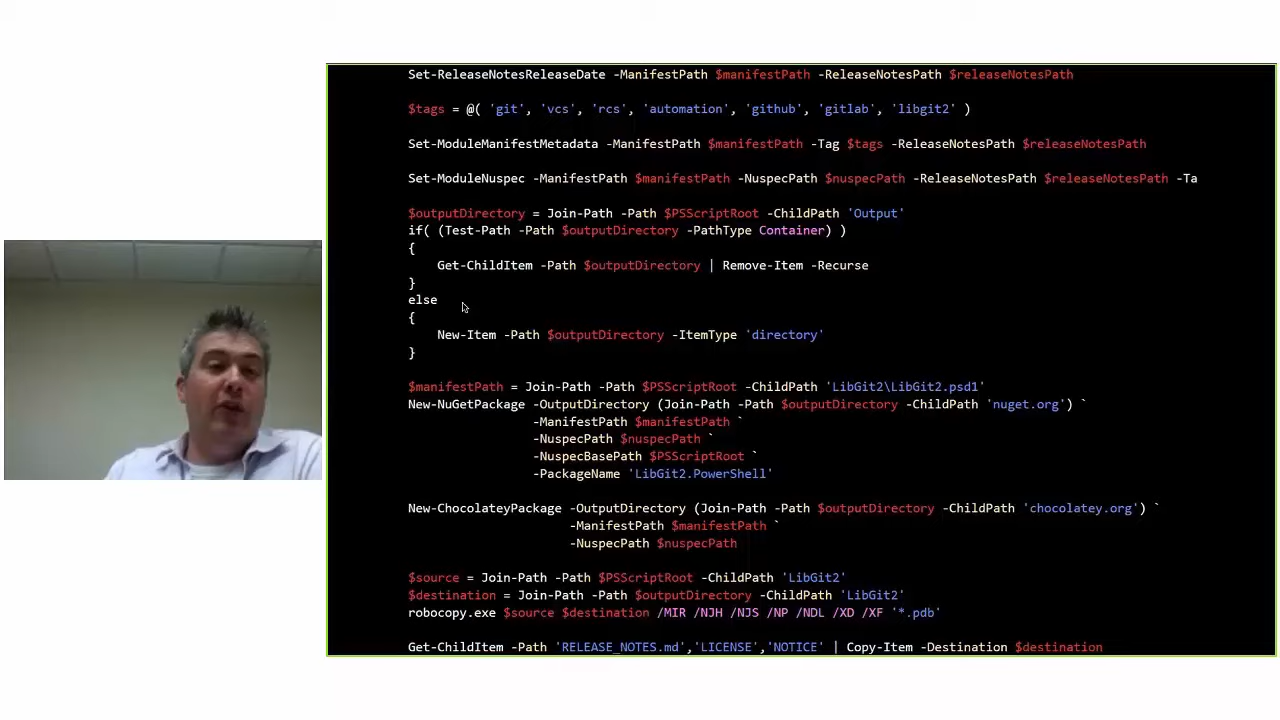 Set-ReleaseNotesReleaseDate -ManifestPath $manifestPath -ReleaseNotesPath $releaseNotesPath
$tags = @( 'git', 'vcs', 'rcs', 'automation', 'github', 'gitlab', 'libgit2' )
Set-ModuleManifestMetadata -ManifestPath $manifestPath -Tag $tags -ReleaseNotesPath $releaseNotesPath
Set-ModuleNuspec -ManifestPath $manifestPath -NuspecPath $nuspecPath -ReleaseNotesPath $releaseNotesPath -Ta
$outputDirectory = Join-Path -Path $PSScriptRoot -ChildPath 'Output'
if( (Test-Path -Path $outputDirectory -PathType Container) )
{
Get-ChildItem -Path $outputDirectory | Remove-Item -Recurse
}
else
{
New-Item -Path $outputDirectory -ItemType 'directory'
}
$manifestPath = Join-Path -Path $PSScriptRoot -ChildPath 'LibGit2\LibGit2.psd1'
New-NuGetPackage -OutputDirectory (Join-Path -Path $outputDirectory -ChildPath 'nuget.org') `
-ManifestPath $manifestPath `
-NuspecPath $nuspecPath `
-NuspecBasePath $PSScriptRoot `
-PackageName 'LibGit2.PowerShell'
New-ChocolateyPackage -OutputDirectory (Join-Path -Path $outputDirectory -ChildPath 'chocolatey.org') `
-ManifestPath $manifestPath `
-NuspecPath $nuspecPath
$source = Join-Path -Path $PSScriptRoot -ChildPath 'LibGit2'
$destination = Join-Path -Path $outputDirectory -ChildPath 'LibGit2'
robocopy.exe $source $destination /MIR /NJH /NJS /NP /NDL /XD /XF '*.pdb'
Get-ChildItem -Path 'RELEASE_NOTES.md','LICENSE','NOTICE' | Copy-Item -Destination $destination